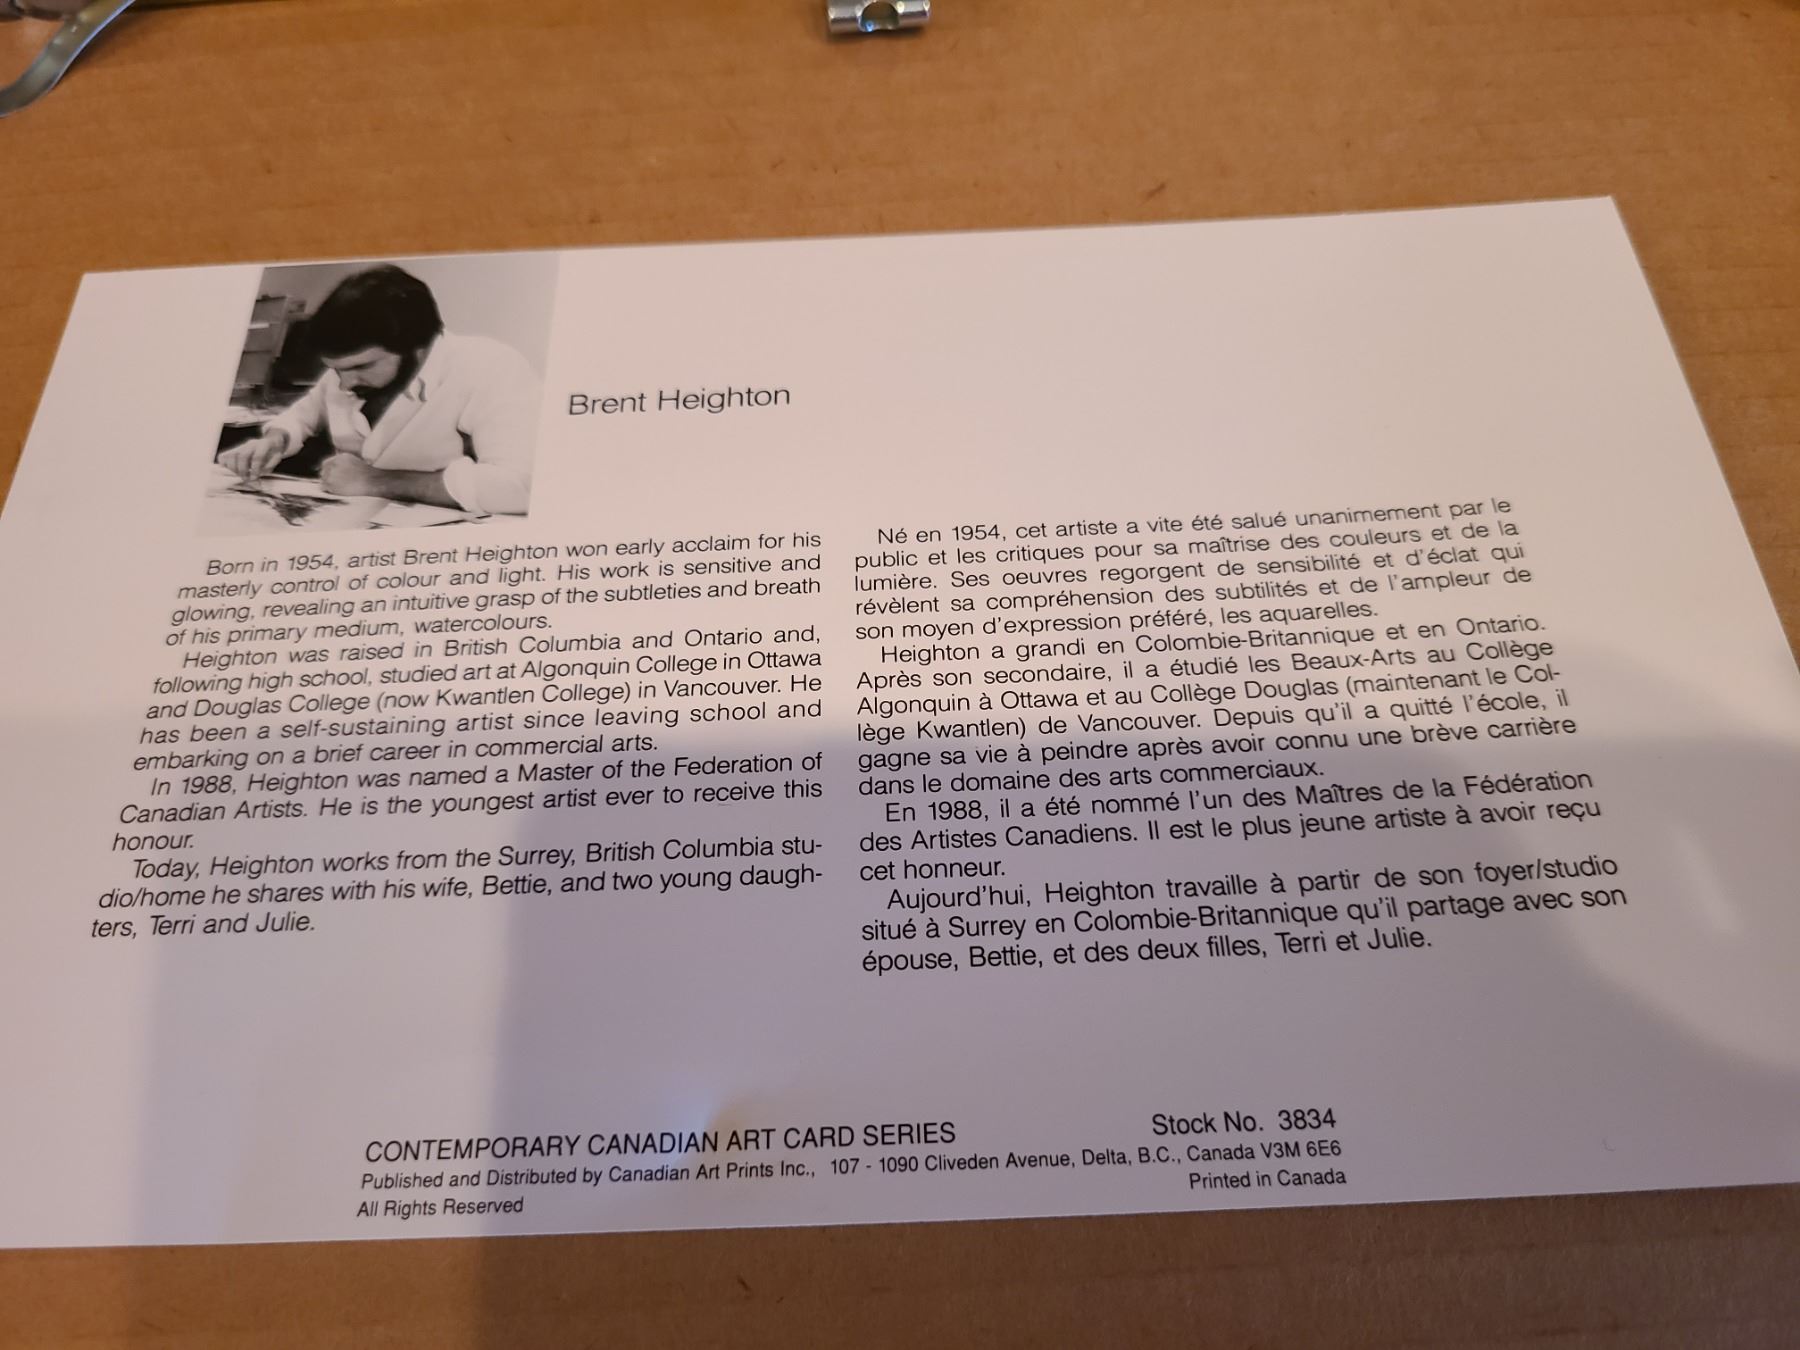 Brent Heighton
Born in 1954, artist Brent Heighton won early acclaim for his
masterly control of colour and light. His work is sensitive and
glowing, revealing an intuitive grasp of the subtleties and breath
of his primary medium, watercolours.
Heighton was raised in British Columbia and Ontario and,
following high school, studied art at Algonquin College in Ottawa
and Douglas College (now Kwantlen College) in Vancouver. He
has been a self-sustaining artist since leaving school and
embarking on a brief career in commercial arts.
In 1988, Heighton was named a Master of the Federation of
Canadian Artists. He is the youngest artist ever to receive this
honour.
Today, Heighton works from the Surrey, British Columbia stu-
dio/home he shares with his wife, Bettie, and two young daugh-
ters, Terri and Julie.
Né en 1954, cet artiste a vite été salué unanimement par le
public et les critiques pour sa maîtrise des couleurs et de la
lumière. Ses oeuvres regorgent de sensibilité et d'éclat qui
révèlent sa compréhension des subtilités et de l'ampleur de
son moyen d'expression préféré, les aquarelles.
Heighton a grandi en Colombie-Britannique et en Ontario.
Après son secondaire, il a étudié les Beaux-Arts au Collège
Algonquin à Ottawa et au Collège Douglas (maintenant le Col-
lège Kwantlen) de Vancouver. Depuis qu'il a quitté l'école, il
gagne sa vie à peindre après avoir connu une brève carrière
dans le domaine des arts commerciaux.
En 1988, il a été nommé l'un des Maîtres de la Fédération
des Artistes Canadiens. Il est le plus jeune artiste à avoir reçu
cet honneur.
Aujourd'hui, Heighton travaille à partir de son foyer/studio
situé à Surrey en Colombie-Britannique qu'il partage avec son
épouse, Bettie, et des deux filles, Terri et Julie.
CONTEMPORARY CANADIAN ART CARD SERIES Stock No. 3834
Published and Distributed by Canadian Art Prints Inc., 107 - 1090 Cliveden Avenue, Delta, B.C., Canada V3M 6E6
All Rights Reserved Printed in Canada